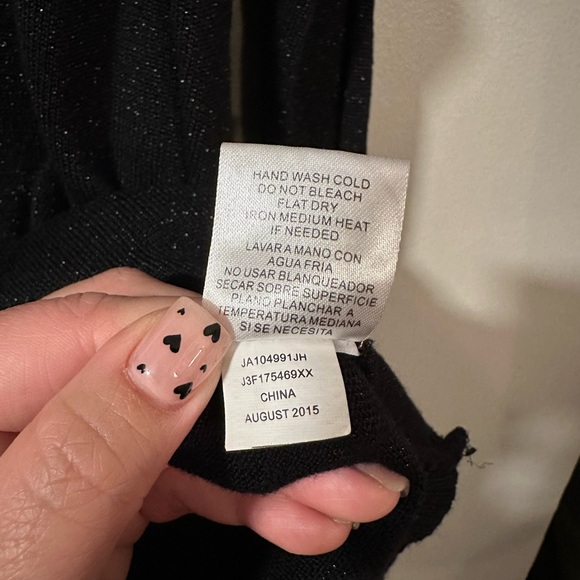 HAND WASH COLD
DO NOT BLEACH
FLAT DRY
IRON MEDIUM HEAT
IF NEEDED
LAVAR A MANO CON
AGUA FRIA
NO USAR BLANQUEADOR
SECAR SOBRE SUPERFICIE
PLANO PLANCHAR A
TEMPERATURA MEDIANA
SI SE NECESITA
JA104991JH
J3F175469XX
CHINA
AUGUST 2015